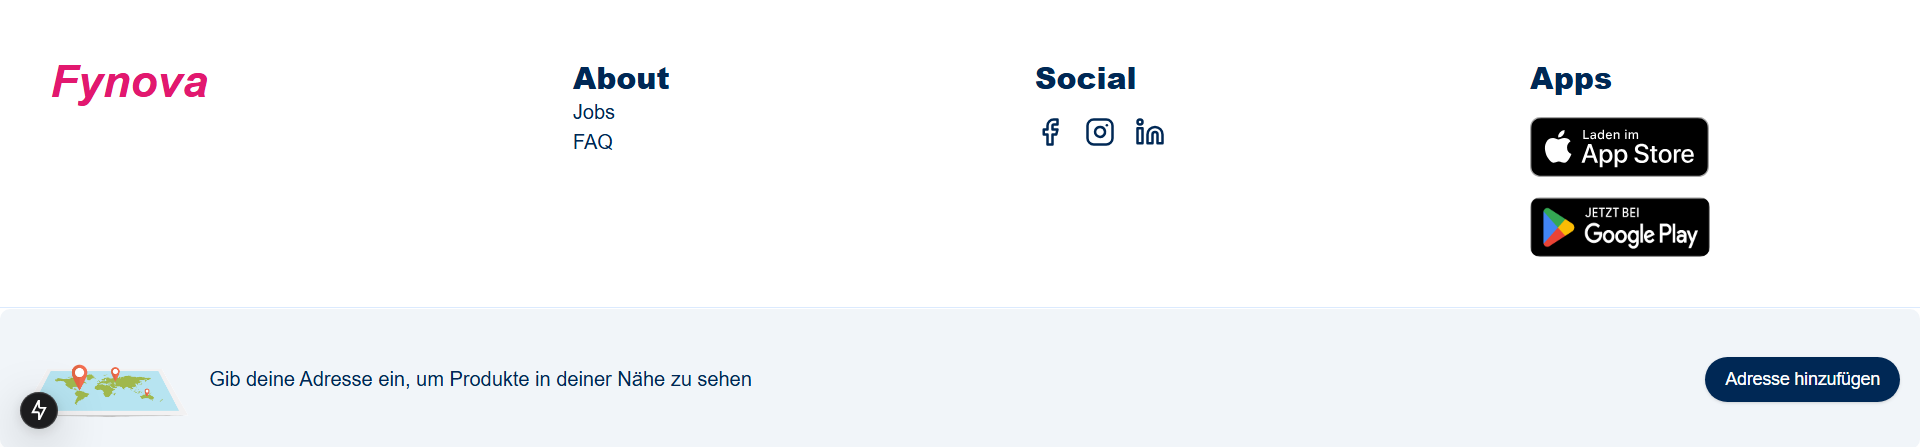 Fynova
About
Jobs
FAQ
Social
Apps
Laden im
App Store
JETZT BEI
Google Play
Gib deine Adresse ein, um Produkte in deiner Nähe zu sehen
Adresse hinzufügen